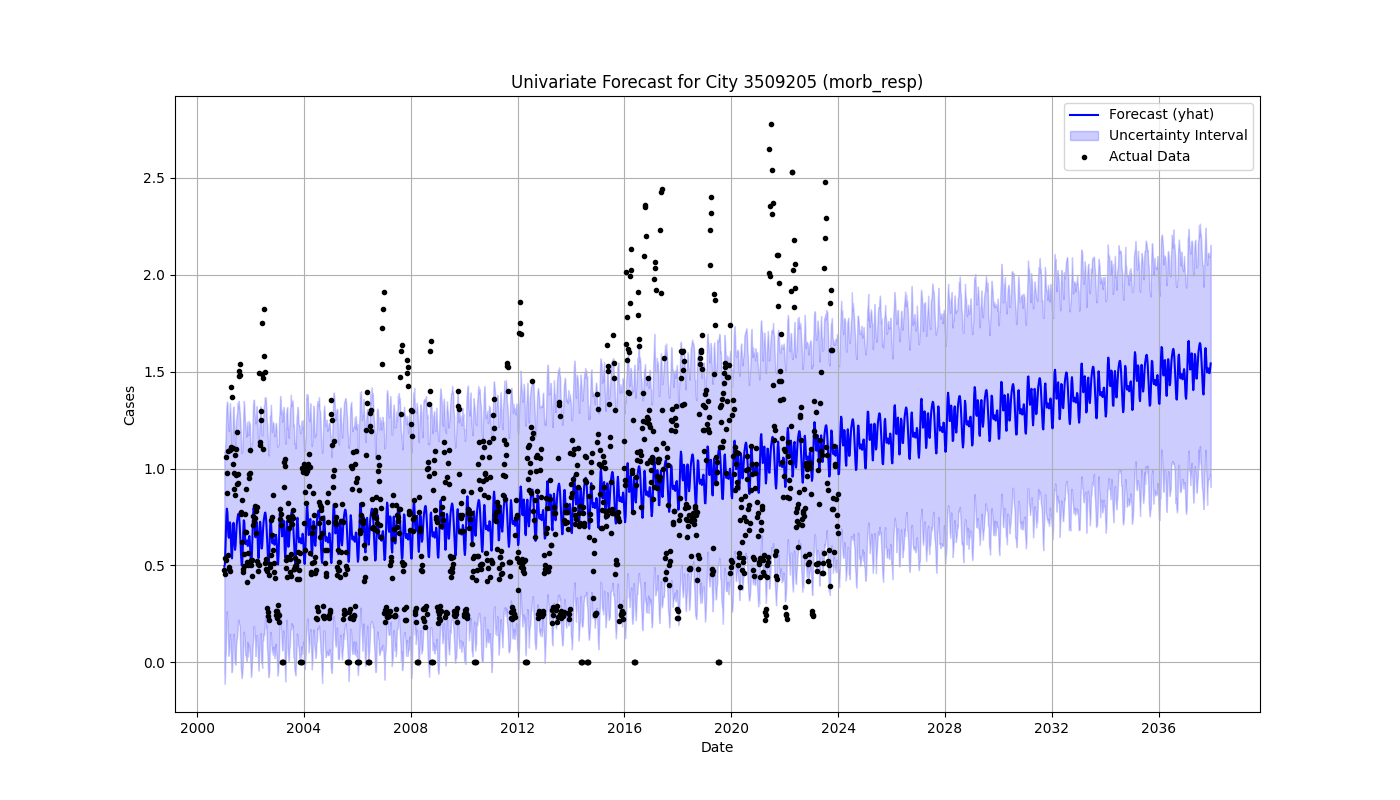 Univariate Forecast for City 3509205 (morb_resp)
Forecast (yhat)
Uncertainty Interval
Actual Data
Cases
2.5
2.0
1.5
1.0
0.5
0.0
2000 2004 2008 2012 2016 2020 2024 2028 2032 2036
Date